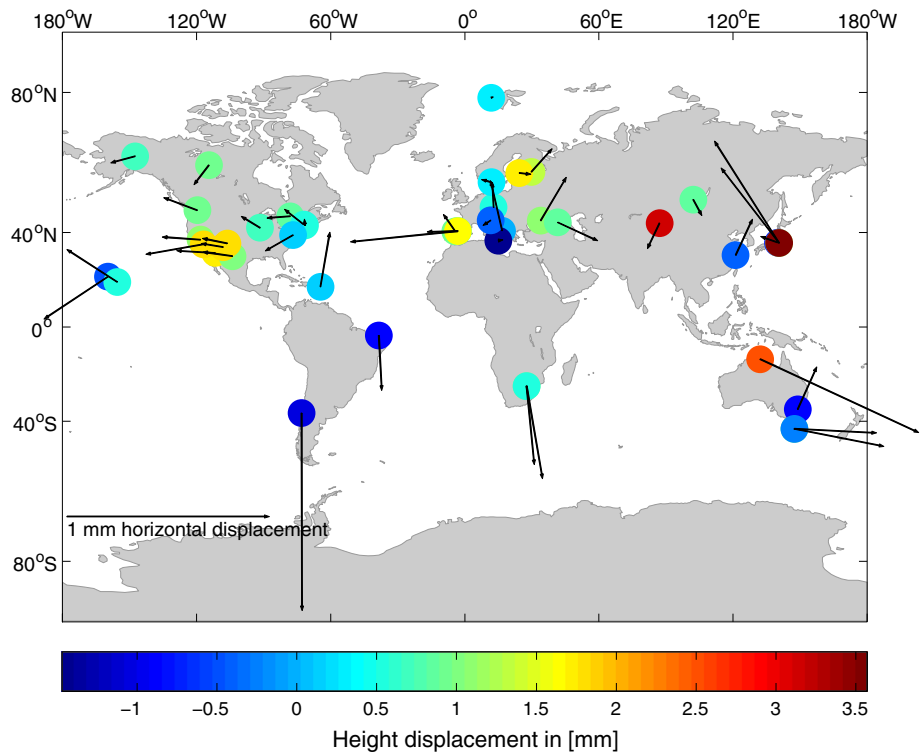 180°W 120°W 60°W 0° 60°E 120°E 180°W
80°N
40°N
0°
40°S
1 mm horizontal displacement
80°S
−1 −0.5 0 0.5 1 1.5 2 2.5 3 3.5
Height displacement in [mm]